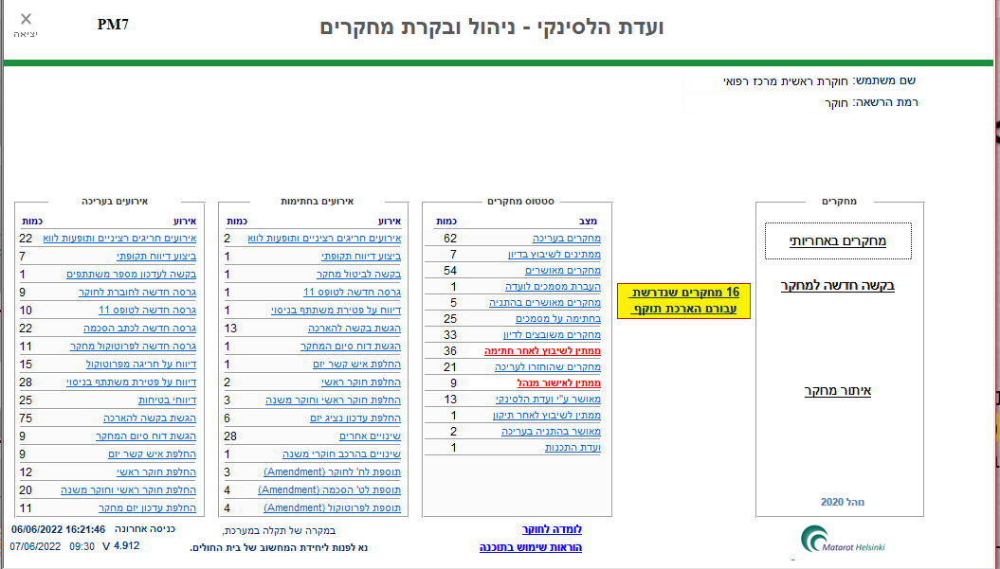 יציאה
PM7
ועדת הלסינקי - ניהול ובקרת מחקרים
שם משתמש: חוקרת ראשית מרכז רפואי
רמת הרשאה: חוקר
מחקרים
מחקרים באחריותי
בקשה חדשה למחקר
איתור מחקר
נוהל 2020
16 מחקרים שנדרשת
עבורם הארכת תוקף
סטטוס מחקרים
מצב כמות
מחקרים בעריכה 62
ממתינים לשיבוץ בדיון 7
מחקרים מאושרים 54
העברת מסמכים לועדה 1
מחקרים מאושרים בהתניה 5
בחתימה על מסמכים 25
מחקרים משובצים לדיון 33
ממתין לשיבוץ לאחר חתימה 36
מחקרים שהוחזרו לעריכה 21
ממתין לאישור מנהל 9
מאושר ע"י ועדת הלסינקי 13
ממתין לשיבוץ לאחר תיקון 1
מאושר בהתניה בעריכה 2
ועדת התכנות 1
אירועים בחתימות
אירוע כמות
אירועים חריגים רציניים ותופעות לווא 2
ביצוע דיווח תקופתי 1
בקשה לביטול מחקר 1
גרסה חדשה לטופס 11 1
דיווח על פטירת משתתף בניסוי 1
הגשת בקשה להארכה 13
הגשת דוח סיום המחקר 1
החלפת איש קשר יזם 1
החלפת חוקר ראשי 2
החלפת חוקר ראשי וחוקר משנה 3
החלפת עדכון נציג יזם 6
שינויים אחרים 28
שינויים בהרכב חוקרי משנה 1
תוספת לח' לחוקר (Amendment) 3
תוספת לט' הסכמה (Amendment) 4
תוספת לפרוטוקול (Amendment) 4
אירועים בעריכה
אירוע כמות
אירועים חריגים רציניים ותופעות לווא 22
ביצוע דיווח תקופתי 7
בקשה לעדכון מספר משתתפים 1
גרסה חדשה לחוברת לחוקר 9
גרסה חדשה לטופס 11 10
גרסה חדשה לכתב הסכמה 22
גרסה חדשה לפרוטוקול מחקר 11
דיווח על חריגה מפרוטוקול 15
דיווח על פטירת משתתף בניסוי 28
דיווחי בטיחות 25
הגשת בקשה להארכה 75
הגשת דוח סיום המחקר 9
החלפת איש קשר יזם 9
החלפת חוקר ראשי 12
החלפת חוקר ראשי וחוקר משנה 20
החלפת עדכון יזם מחקר 11
Matarot Helsinki
לומדה לחוקר
הוראות שימוש בתוכנה
במקרה של תקלה במערכת,
נא לפנות ליחידת המחשוב של בית החולים.
כניסה אחרונה 06/06/2022 16:21:46
07/06/2022 09:30 V 4.912